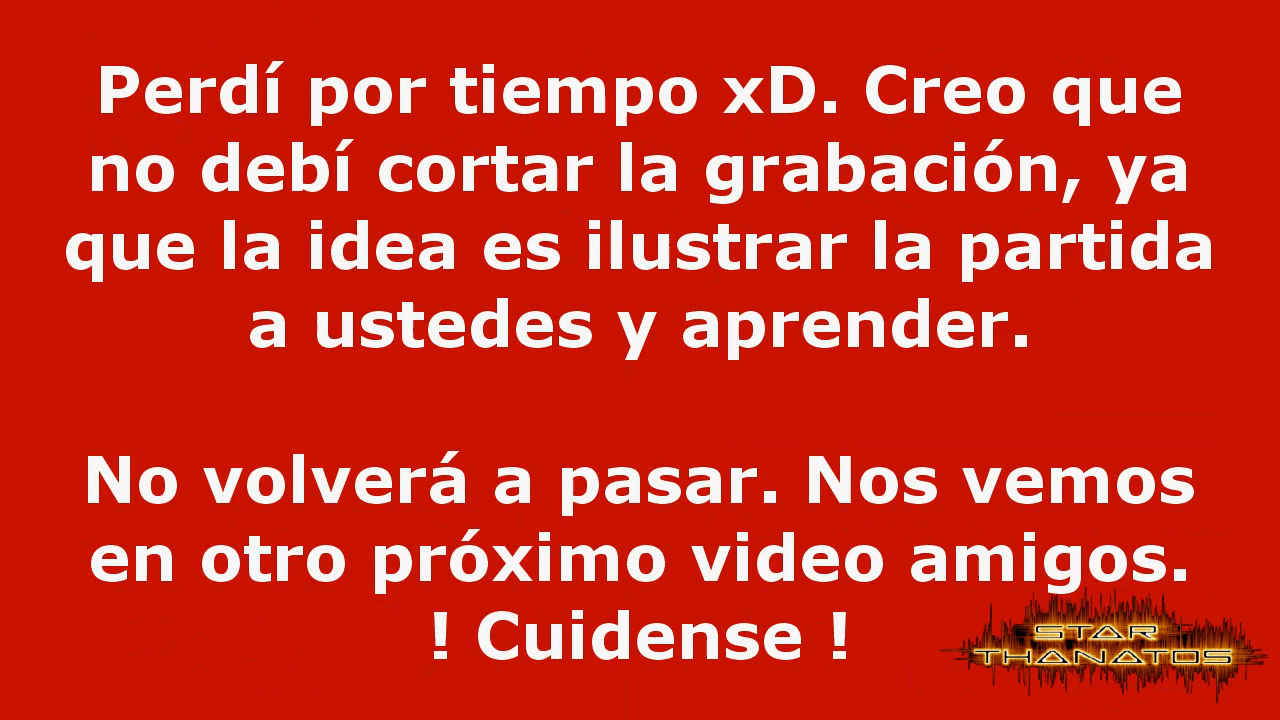 Perdí por tiempo xD. Creo que
no debí cortar la grabación, ya
que la idea es ilustrar la partida
a ustedes y aprender.
No volverá a pasar. Nos vemos
en otro próximo video amigos.
! Cuidense !
STAR
THANATOS